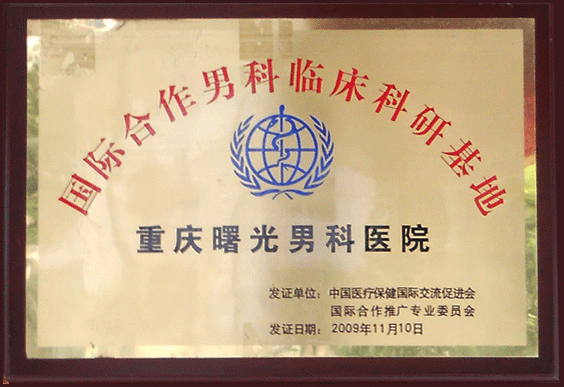 国际合作男科临床科研基地
重庆曙光男科医院
发证单位：中国医疗保健国际交流促进会
国际合作推广专业委员会
发证日期：2009年11月10日